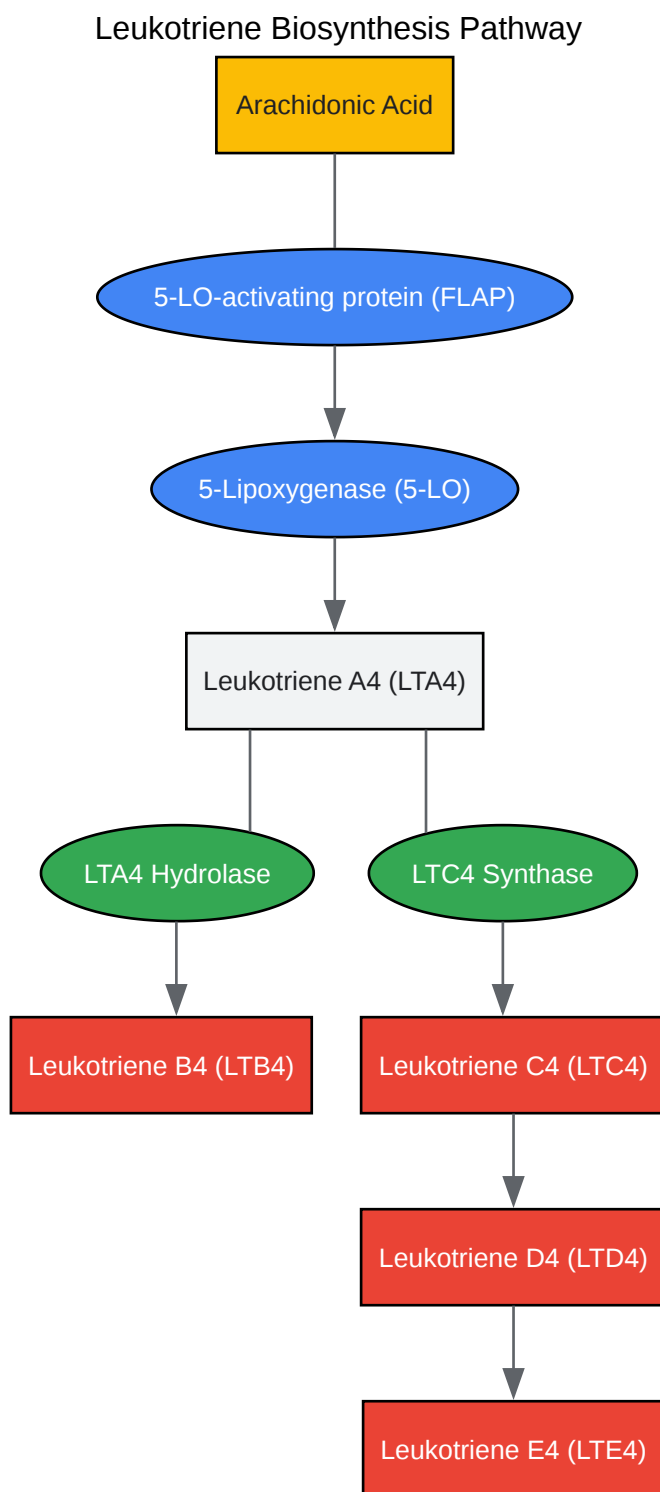 Leukotriene Biosynthesis Pathway
Arachidonic Acid
5-LO-activating protein (FLAP)
5-Lipoxygenase (5-LO)
Leukotriene A4 (LTA4)
LTA4 Hydrolase
LTC4 Synthase
Leukotriene B4 (LTB4)
Leukotriene C4 (LTC4)
Leukotriene D4 (LTD4)
Leukotriene E4 (LTE4)